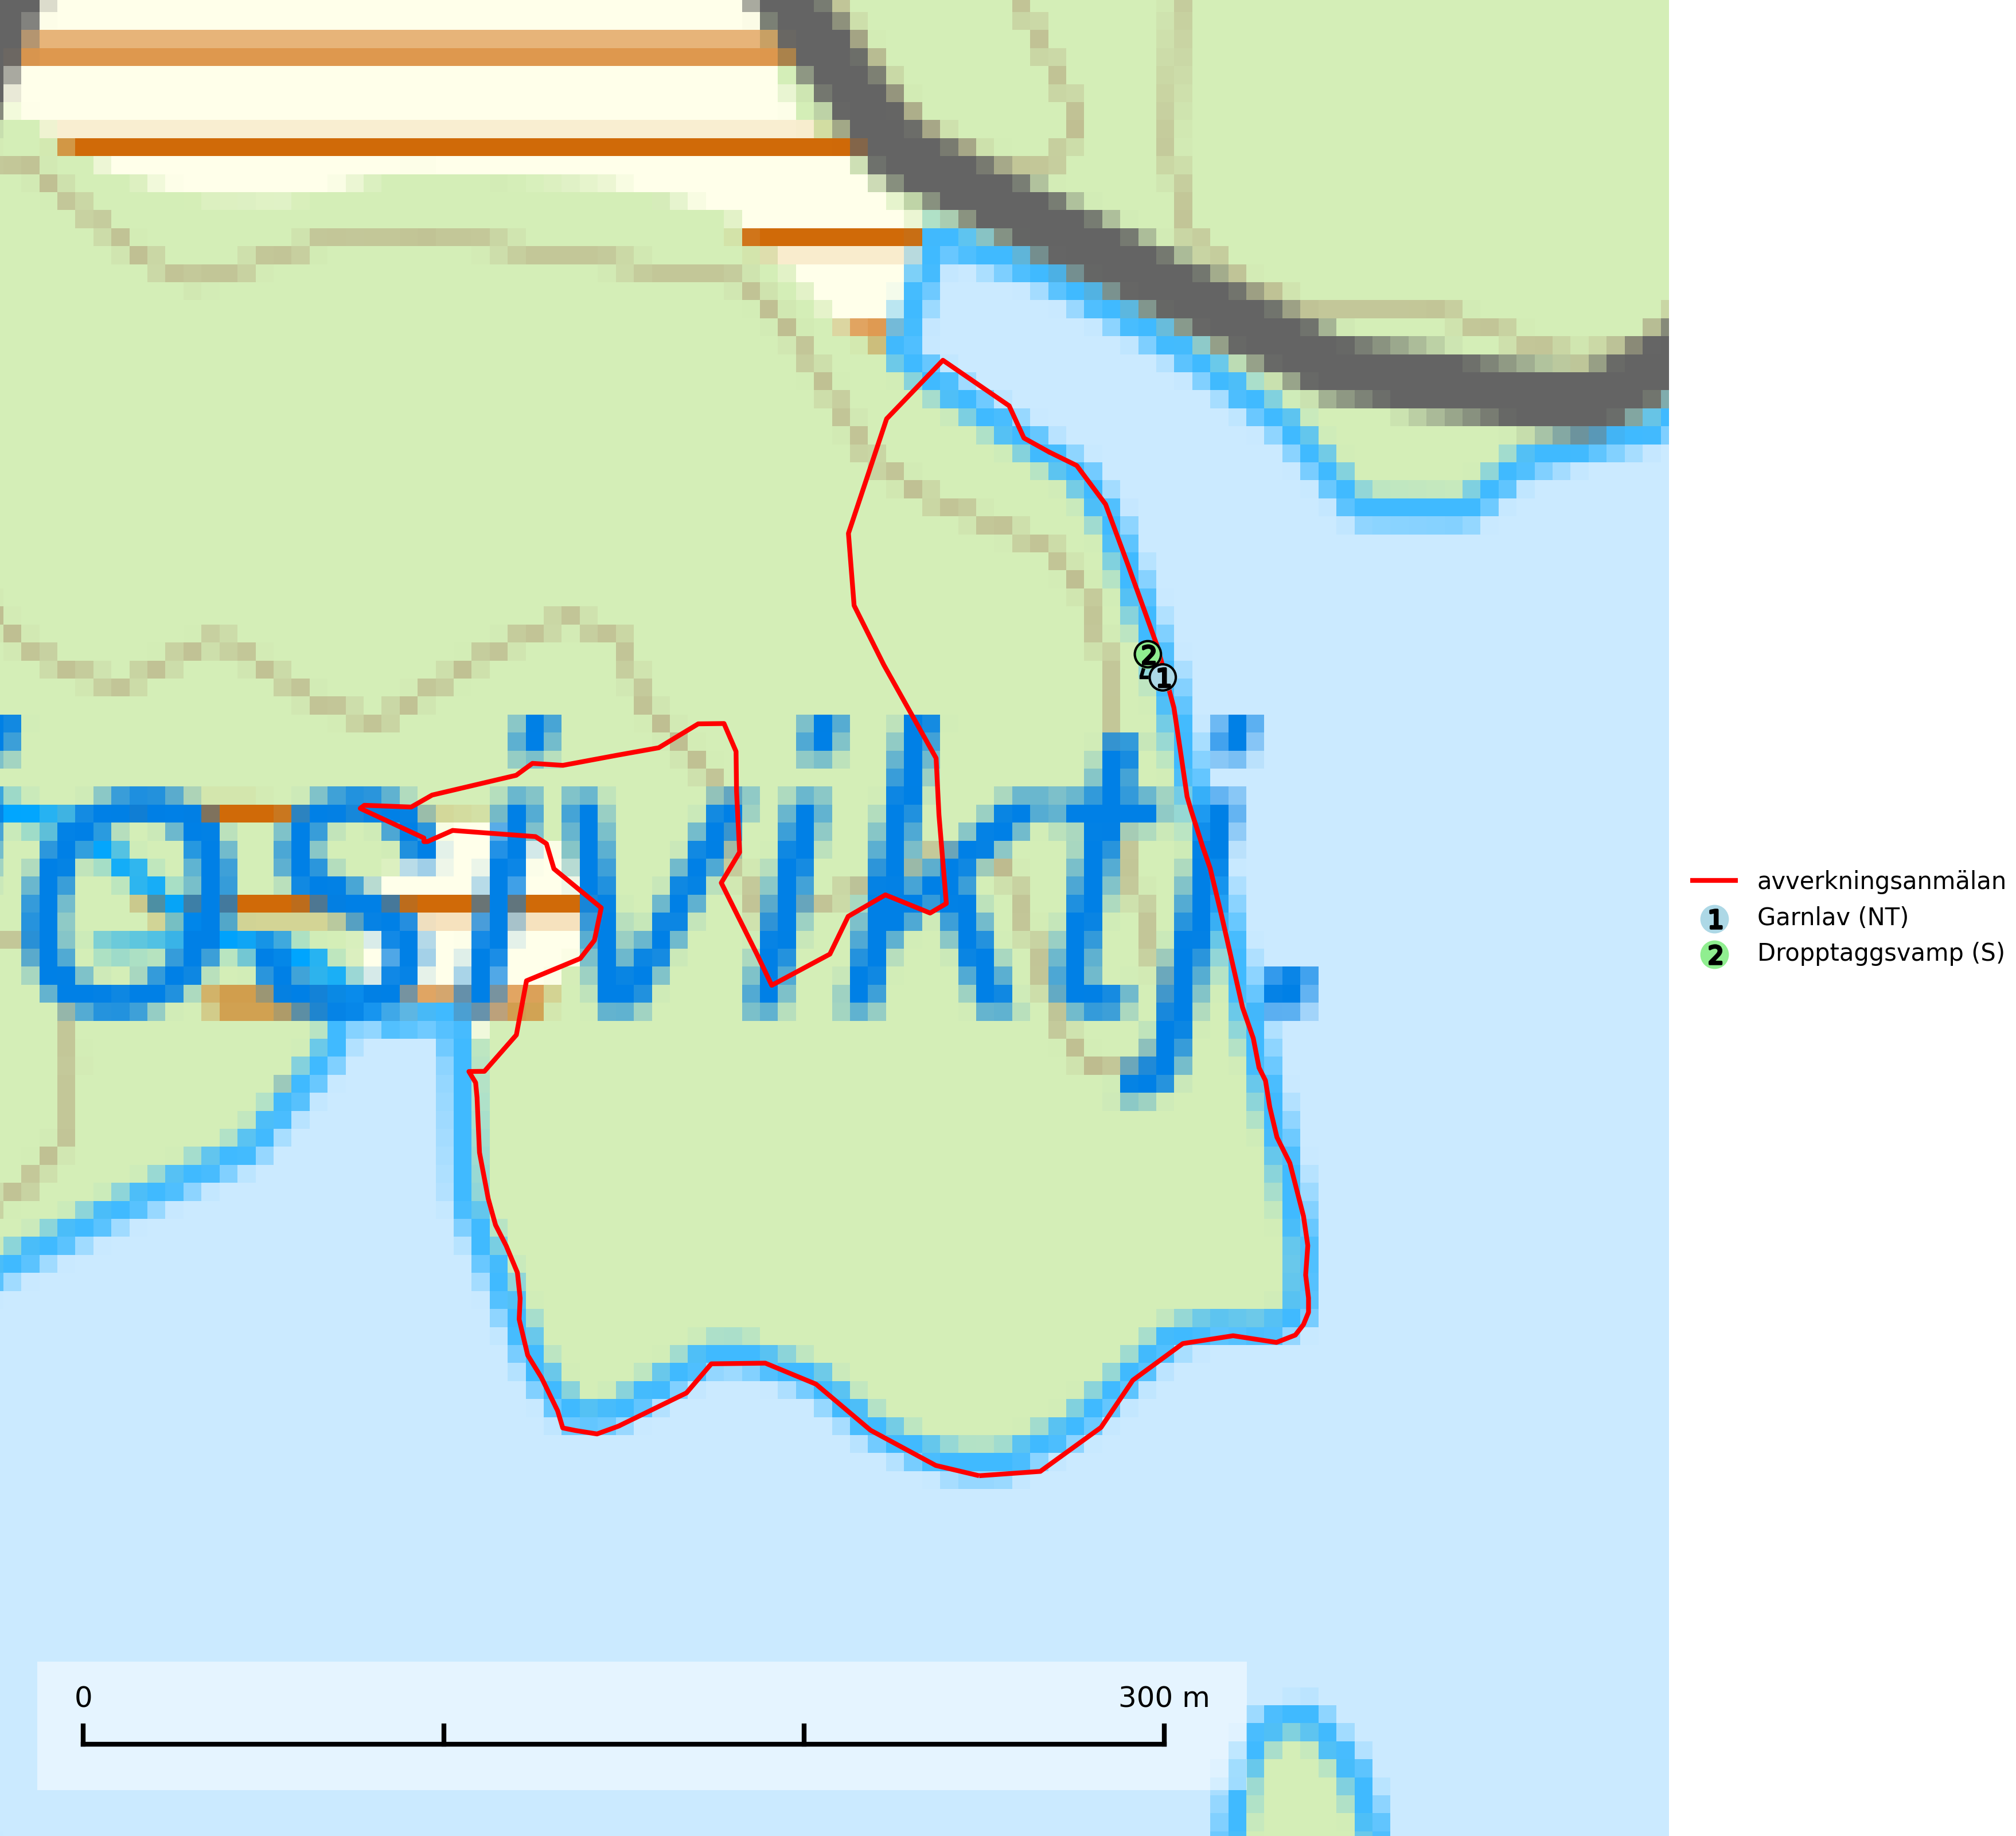 2
1
avverkningsanmälan
1 Garnlav (NT)
2 Dropptaggsvamp (S)
0 300 m